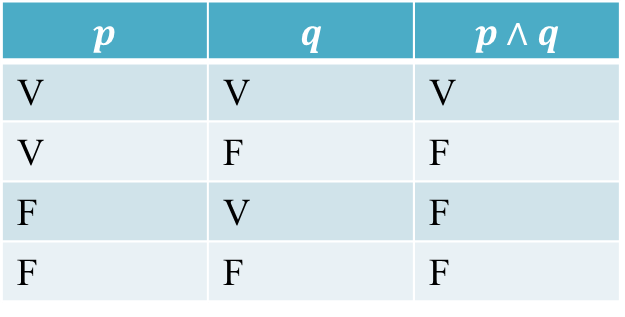 p q p ∧ q
V V V
V F F
F V F
F F F